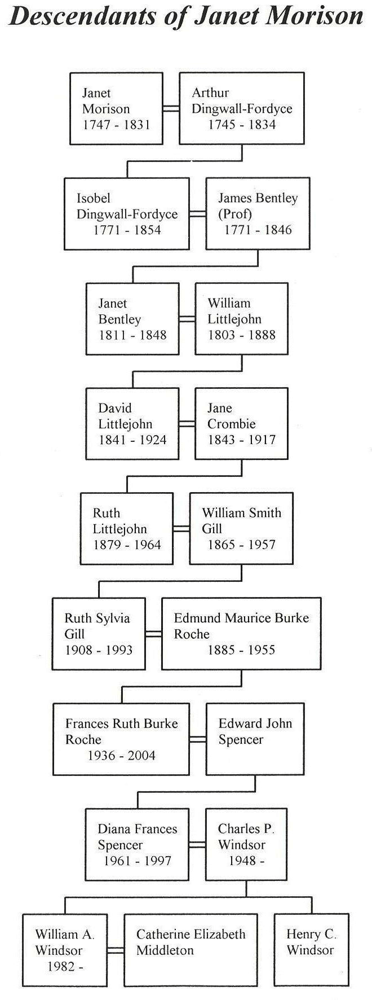 Descendants of Janet Morison
Janet
Morison
1747 - 1831
Arthur
Dingwall-Fordyce
1745 - 1834
Isobel
Dingwall-Fordyce
1771 - 1854
James Bentley
(Prof)
1771 - 1846
Janet
Bentley
1811 - 1848
William
Littlejohn
1803 - 1888
David
Littlejohn
1841 - 1924
Jane
Crombie
1843 - 1917
Ruth
Littlejohn
1879 - 1964
William Smith
Gill
1865 - 1957
Ruth Sylvia
Gill
1908 - 1993
Edmund Maurice Burke
Roche
1885 - 1955
Frances Ruth Burke
Roche
1936 - 2004
Edward John
Spencer
Diana Frances
Spencer
1961 - 1997
Charles P.
Windsor
1948 -
William A.
Windsor
1982 -
Catherine Elizabeth
Middleton
Henry C.
Windsor